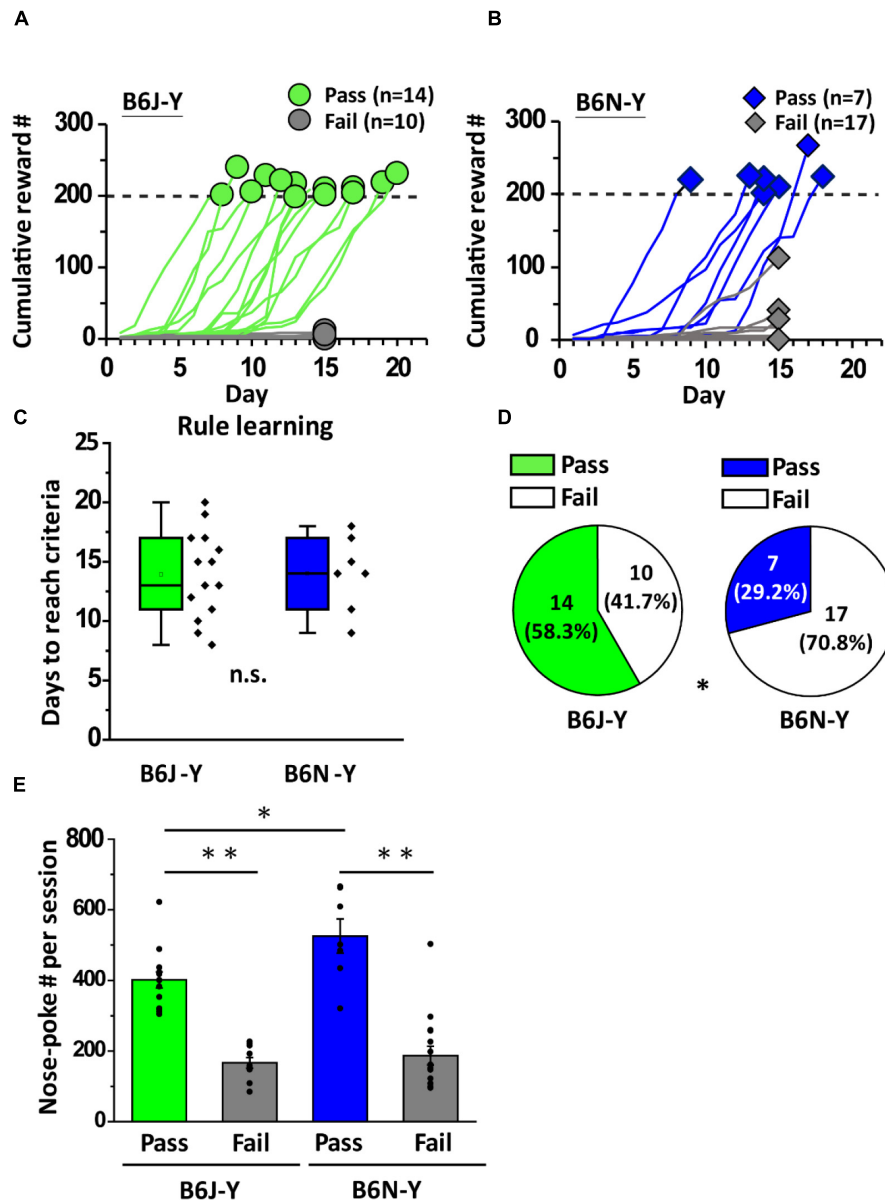 A
B6J-Y
Pass (n=14)
Fail (n=10)
Cumulative reward #
300
200
100
0
0 5 10 15 20
Day
B
B6N-Y
Pass (n=7)
Fail (n=17)
Cumulative reward #
300
200
100
0
0 5 10 15 20
Day
C
Rule learning
Days to reach criteria
25
20
15
10
5
0
n.s.
B6J-Y B6N-Y
D
Pass
Fail
14
(58.3%)
10
(41.7%)
B6J-Y
*
Pass
Fail
7
(29.2%)
17
(70.8%)
B6N-Y
E
Nose-poke # per session
800
600
400
200
0
*
**
**
Pass Fail Pass Fail
B6J-Y B6N-Y